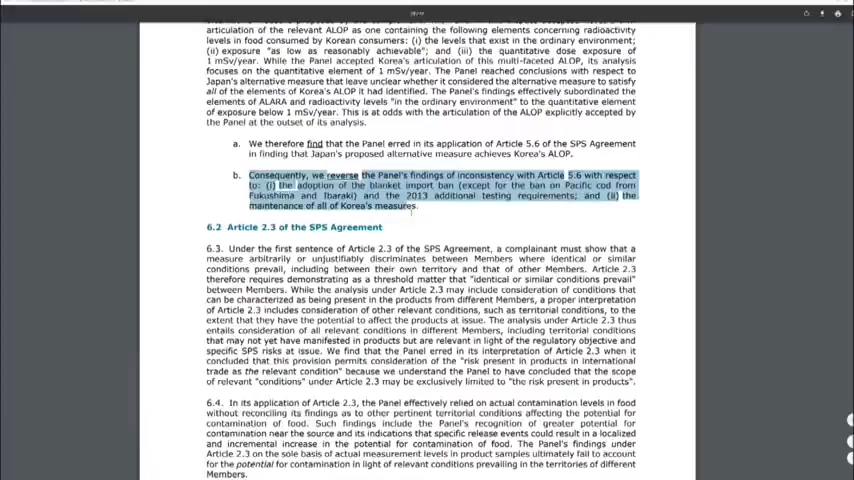 articulation of the relevant ALOP as one containing the following elements concerning radioactivity
levels in food consumed by Korean consumers: (i) the levels that exist in the ordinary environment;
(ii) exposure "as low as reasonably achievable"; and (iii) the quantitative dose exposure of
1 mSv/year. While the Panel accepted Korea's articulation of this multi-faceted ALOP, its analysis
focuses on the quantitative element of 1 mSv/year. The Panel reached conclusions with respect to
Japan's alternative measure that leave unclear whether it considered the alternative measure to satisfy
all of the elements of Korea's ALOP it had identified. The Panel's findings effectively subordinated the
elements of ALARA and radioactivity levels "in the ordinary environment" to the quantitative element
of exposure below 1 mSv/year. This is at odds with the articulation of the ALOP explicitly accepted by
the Panel at the outset of its analysis.
a. We therefore find that the Panel erred in its application of Article 5.6 of the SPS Agreement
in finding that Japan's proposed alternative measure achieves Korea's ALOP.
b. Consequently, we reverse the Panel's findings of inconsistency with Article 5.6 with respect
to: (i) the adoption of the blanket import ban (except for the ban on Pacific cod from
Fukushima and Ibaraki) and the 2013 additional testing requirements; and (ii) the
maintenance of all of Korea's measures.
6.2 Article 2.3 of the SPS Agreement
6.3. Under the first sentence of Article 2.3 of the SPS Agreement, a complainant must show that a
measure arbitrarily or unjustifiably discriminates between Members where identical or similar
conditions prevail, including between their own territory and that of other Members. Article 2.3
therefore requires demonstrating as a threshold matter that "identical or similar conditions prevail"
between Members. While the analysis under Article 2.3 may include consideration of conditions that
can be characterized as being present in the products from different Members, a proper interpretation
of Article 2.3 includes consideration of other relevant conditions, such as territorial conditions, to the
extent that they have the potential to affect the products at issue. The analysis under Article 2.3 thus
entails consideration of all relevant conditions in different Members, including territorial conditions
that may not yet have manifested in products but are relevant in light of the regulatory objective and
specific SPS risks at issue. We find that the Panel erred in its interpretation of Article 2.3 when it
concluded that this provision permits consideration of the "risk present in products in international
trade as the relevant condition" because we understand the Panel to have concluded that the scope
of relevant "conditions" under Article 2.3 may be exclusively limited to "the risk present in products".
6.4. In its application of Article 2.3, the Panel effectively relied on actual contamination levels in food
without reconciling its findings as to other pertinent territorial conditions affecting the potential for
contamination of food. Such findings include the Panel's recognition of greater potential for
contamination near the source and its indications that specific release events could result in a localized
and incremental increase in the potential for contamination of food. The Panel's findings under
Article 2.3 on the sole basis of actual measurement levels in product samples ultimately fail to account
for the potential for contamination in light of relevant conditions prevailing in the territories of different
Members.